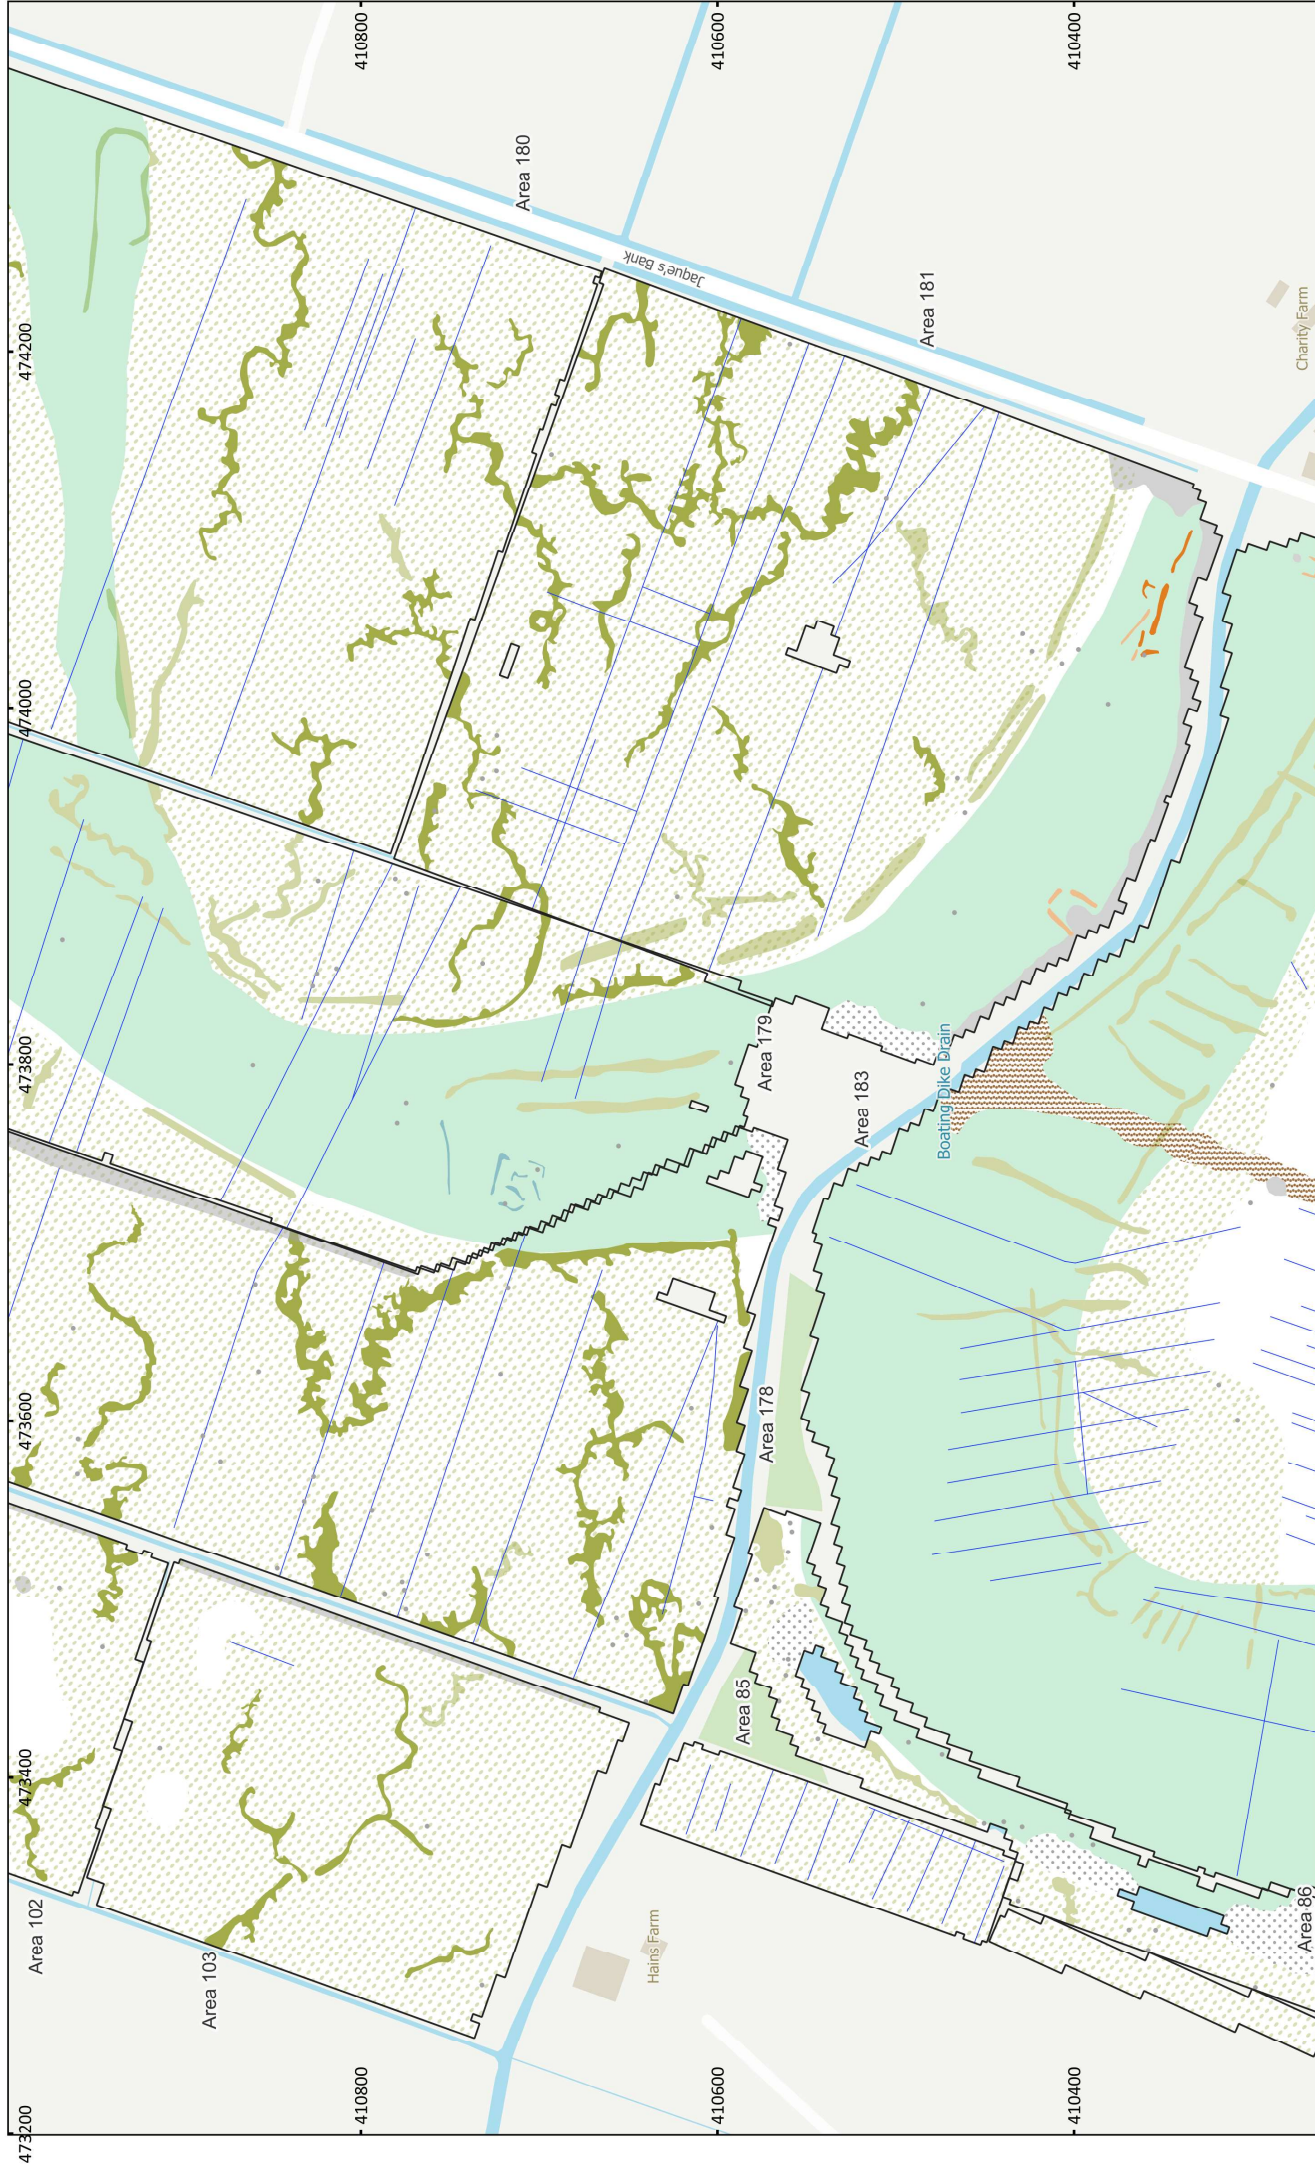 410800
410600
410400
Area 180
Jaque's Bank
Area 181
Charity Farm
474200
474000
Area 179
473800
Area 183
Boating Dike Drain
473600
Area 178
Area 85
473400
Area 102
Area 103
Hains Farm
Area 86
473200
410800
410600
410400